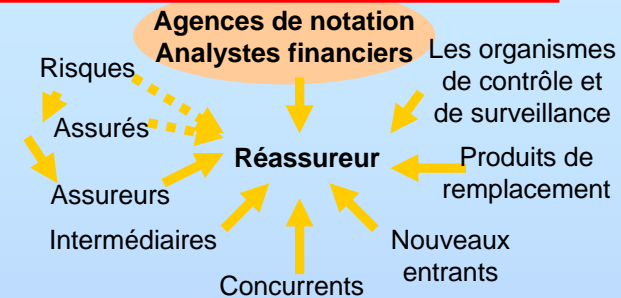 Agences de notation
Analystes financiers
Les organismes
de contrôle et
de surveillance
Risques
Assurés
Réassureur
Produits de
remplacement
Assureurs
Intermédiaires
Nouveaux
entrants
Concurrents